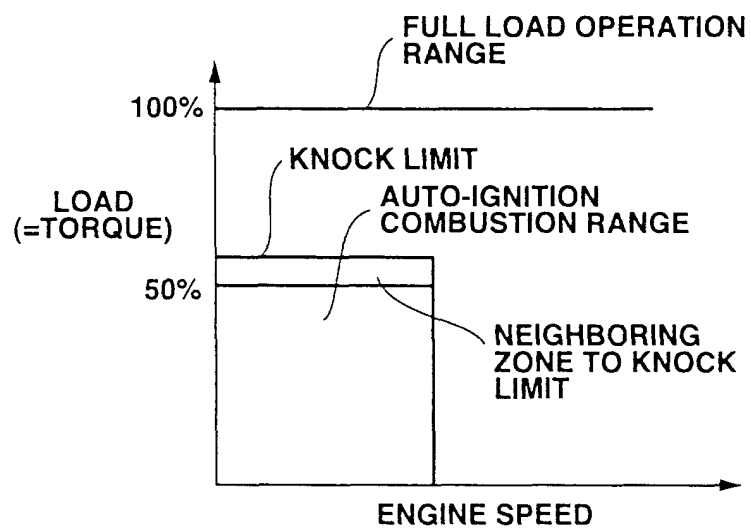 FULL LOAD OPERATION
RANGE
100%
KNOCK LIMIT
AUTO-IGNITION
COMBUSTION RANGE
LOAD
(=TORQUE)
50%
NEIGHBORING
ZONE TO KNOCK
LIMIT
ENGINE SPEED